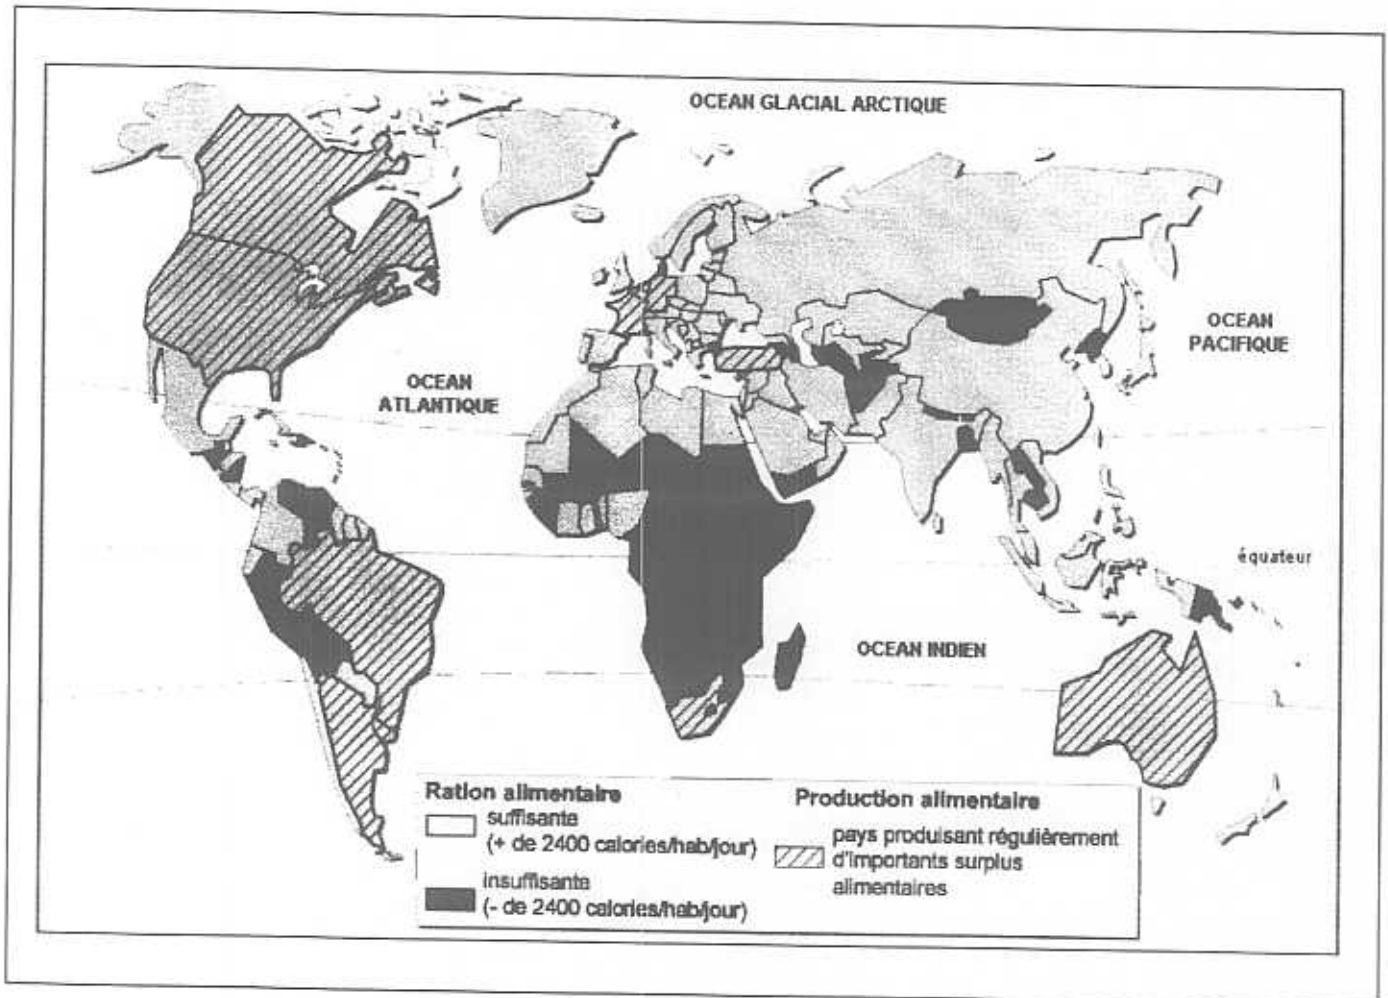 OCEAN GLACIAL ARCTIQUE
OCEAN
PACIFIQUE
OCEAN
ATLANTIQUE
équateur
OCEAN INDIEN
Ration alimentaire
suffisante
(+ de 2400 calories/hab/jour)
insuffisante
(- de 2400 calories/hab/jour)
Production alimentaire
pays produisant régulièrement
d'importants surplus
alimentaires